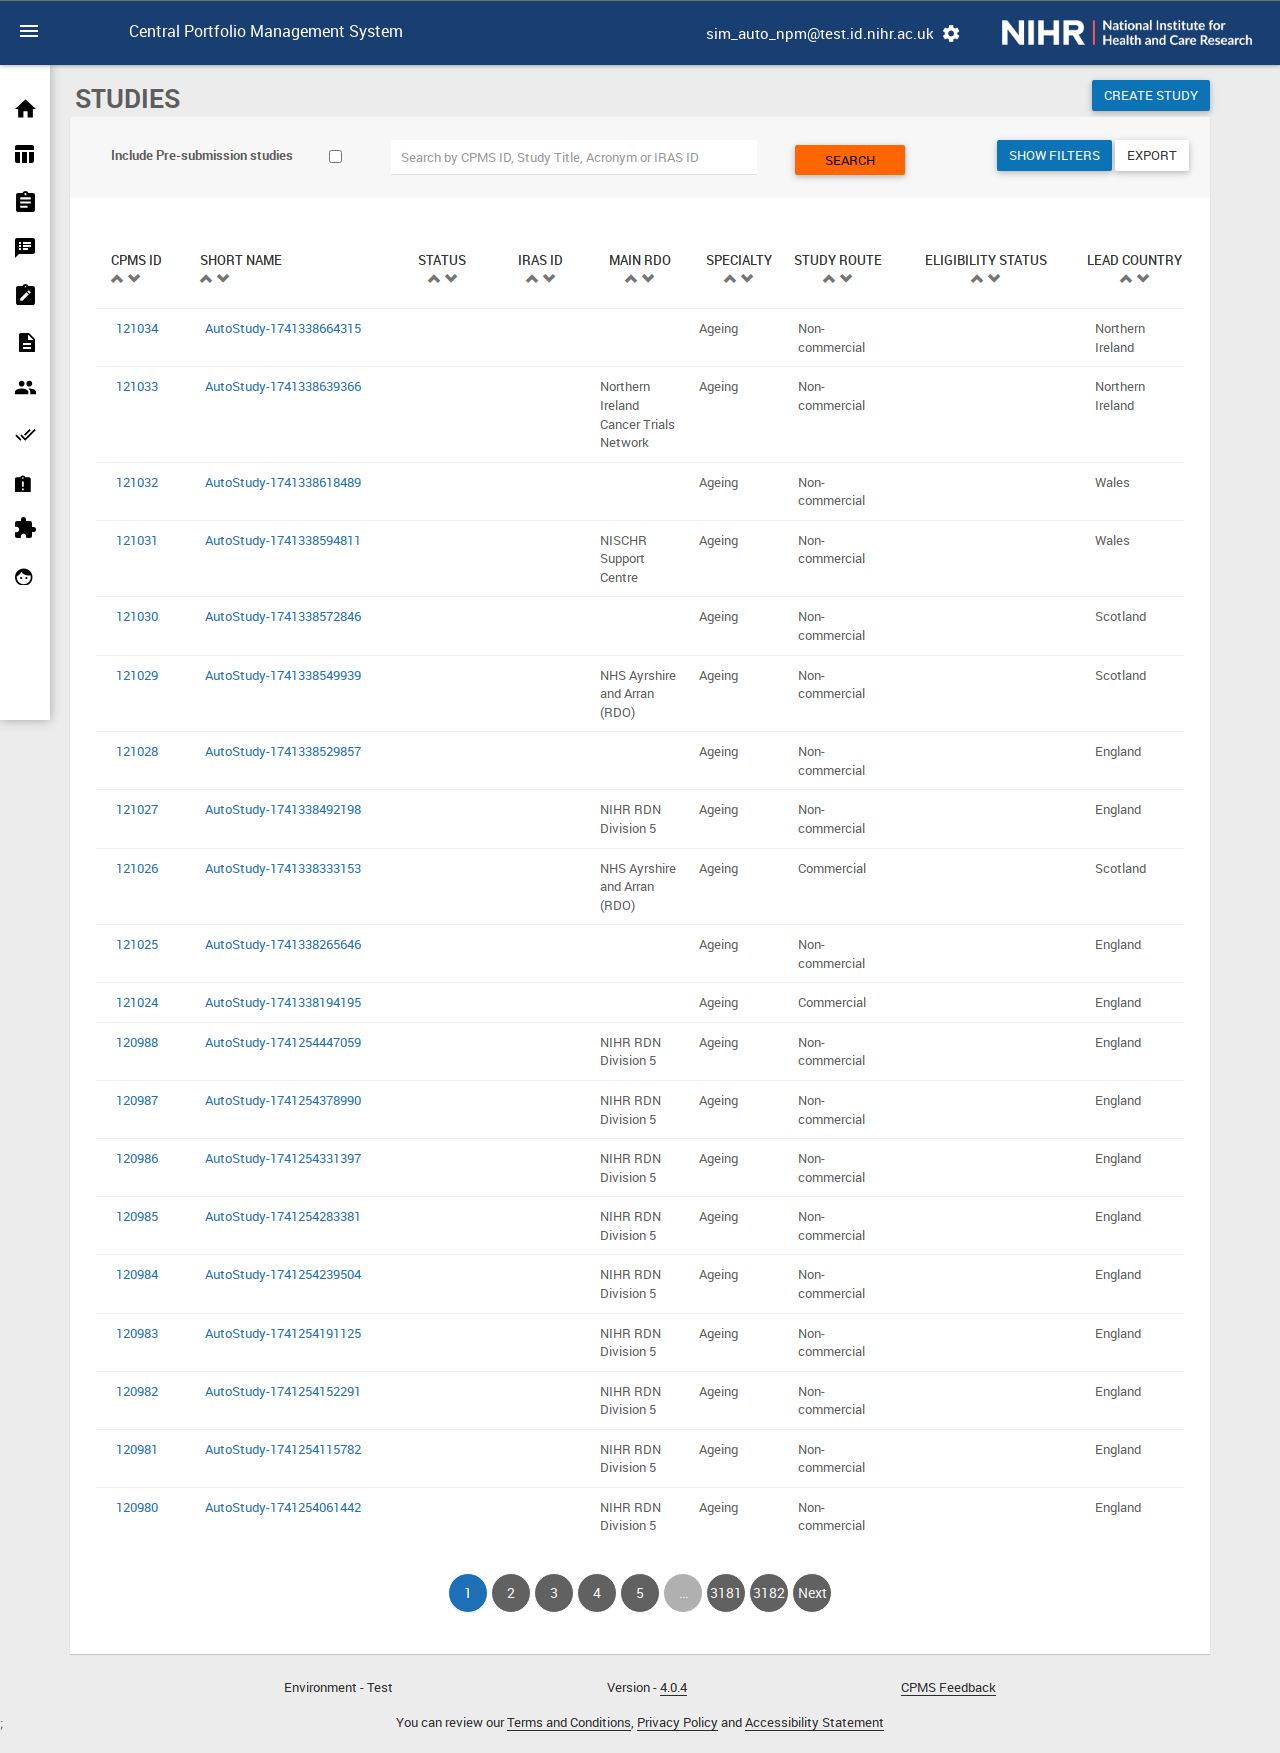 Central Portfolio Management System
sim_auto_npm@test.id.nihr.ac.uk
NIHR | National Institute for
Health and Care Research
STUDIES
CREATE STUDY
Include Pre-submission studies
Search by CPMS ID, Study Title, Acronym or IRAS ID
SEARCH
SHOW FILTERS
EXPORT
CPMS ID SHORT NAME STATUS IRAS ID MAIN RDO SPECIALTY STUDY ROUTE ELIGIBILITY STATUS LEAD COUNTRY
121034 AutoStudy-1741338664315 Ageing Non- Northern
commercial Ireland
121033 AutoStudy-1741338639366 Northern Ageing Non- Northern
Ireland commercial Ireland
Cancer Trials
Network
121032 AutoStudy-1741338618489 Ageing Non- Wales
commercial
121031 AutoStudy-1741338594811 NISCHR Ageing Non- Wales
Support commercial
Centre
121030 AutoStudy-1741338572846 Ageing Non- Scotland
commercial
121029 AutoStudy-1741338549939 NHS Ayrshire Ageing Non- Scotland
and Arran commercial
(RDO)
121028 AutoStudy-1741338529857 Ageing Non- England
commercial
121027 AutoStudy-1741338492198 NIHR RDN Ageing Non- England
Division 5 commercial
121026 AutoStudy-1741338333153 NHS Ayrshire Ageing Commercial Scotland
and Arran
(RDO)
121025 AutoStudy-1741338265646 Ageing Non- England
commercial
121024 AutoStudy-1741338194195 Ageing Commercial England
120988 AutoStudy-1741254447059 NIHR RDN Ageing Non- England
Division 5 commercial
120987 AutoStudy-1741254378990 NIHR RDN Ageing Non- England
Division 5 commercial
120986 AutoStudy-1741254331397 NIHR RDN Ageing Non- England
Division 5 commercial
120985 AutoStudy-1741254283381 NIHR RDN Ageing Non- England
Division 5 commercial
120984 AutoStudy-1741254239504 NIHR RDN Ageing Non- England
Division 5 commercial
120983 AutoStudy-1741254191125 NIHR RDN Ageing Non- England
Division 5 commercial
120982 AutoStudy-1741254152291 NIHR RDN Ageing Non- England
Division 5 commercial
120981 AutoStudy-1741254115782 NIHR RDN Ageing Non- England
Division 5 commercial
120980 AutoStudy-1741254061442 NIHR RDN Ageing Non- England
Division 5 commercial
1 2 3 4 5 ... 3181 3182 Next
Environment - Test Version - 4.0.4 CPMS Feedback
You can review our Terms and Conditions, Privacy Policy and Accessibility Statement
;